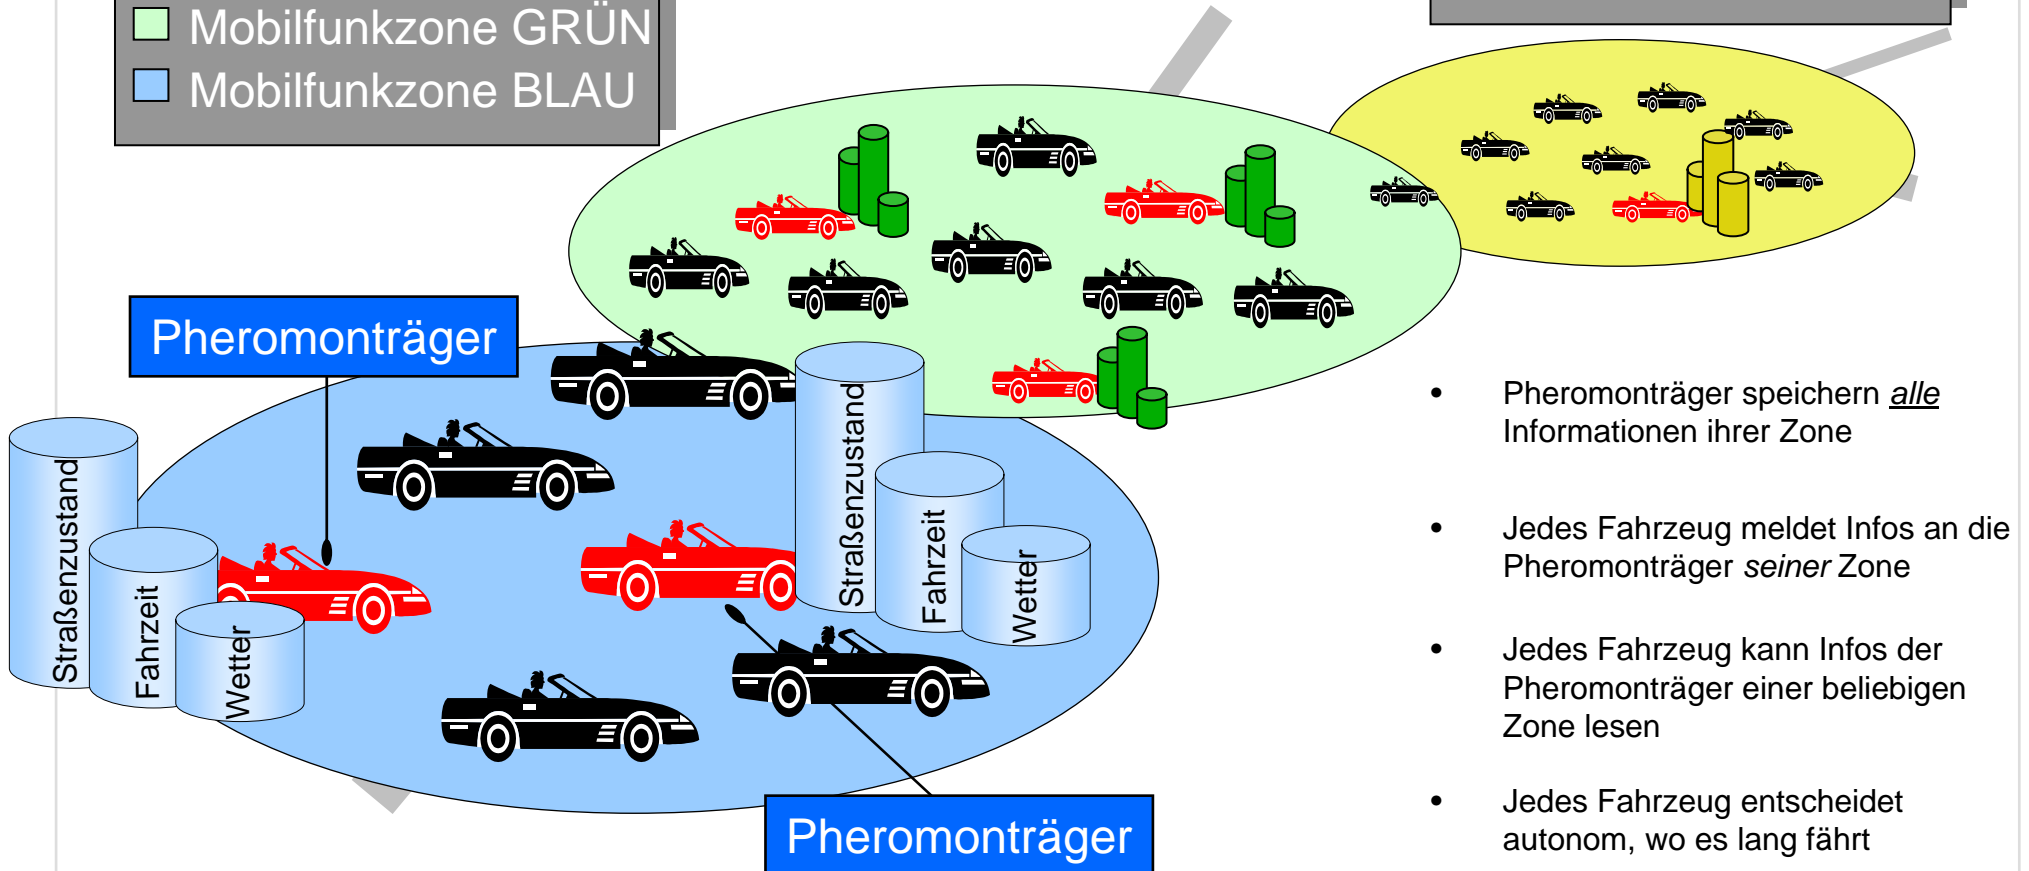 Mobilfunkzone GRÜN
Mobilfunkzone BLAU
Pheromonträger
Straßenzustand
Fahrzeit
Wetter
Straßenzustand
Fahrzeit
Wetter
Pheromonträger
• Pheromonträger speichern alle
Informationen ihrer Zone
• Jedes Fahrzeug meldet Infos an die
Pheromonträger seiner Zone
• Jedes Fahrzeug kann Infos der
Pheromonträger einer beliebigen
Zone lesen
• Jedes Fahrzeug entscheidet
autonom, wo es lang fährt